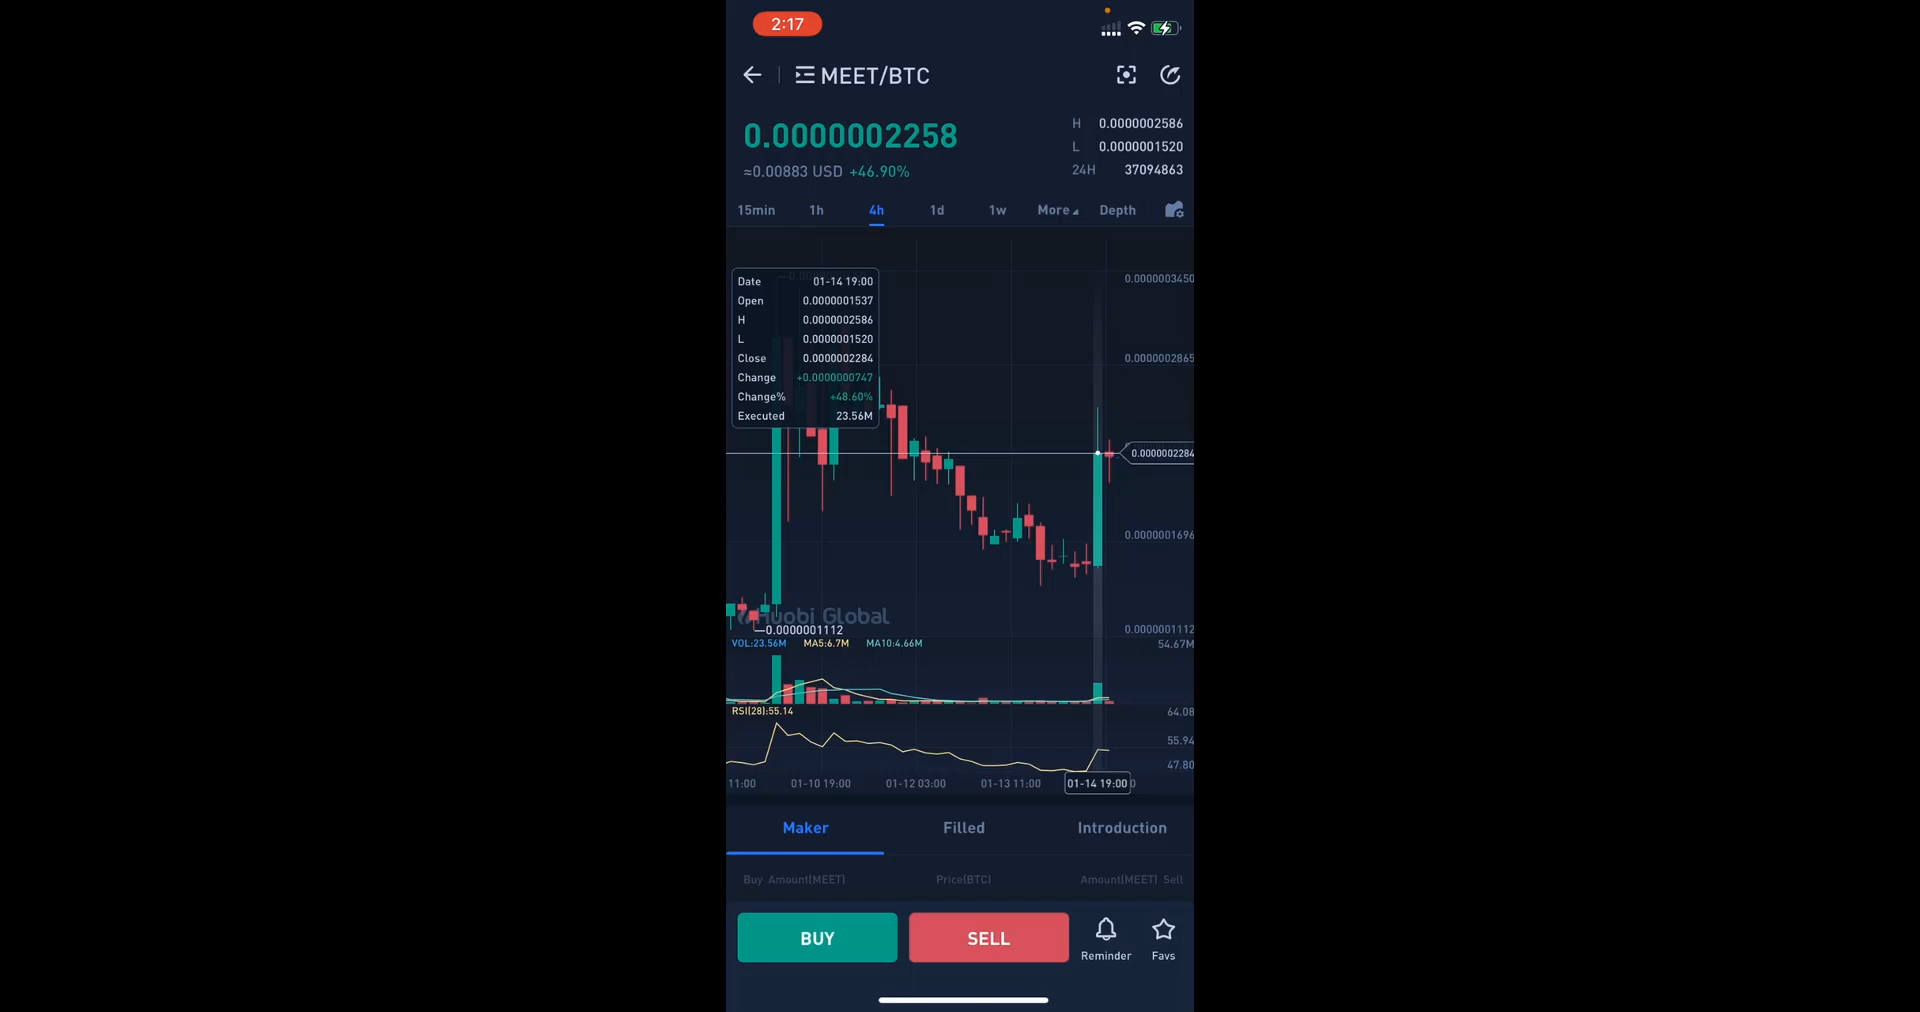 2:17
MEET/BTC
0.0000002258
≈0.00883 USD +46.90%
H 0.0000002586
L 0.0000001520
24H 37094863
15min 1h 4h 1d 1w More Depth
Date 01-14 19:00
Open 0.0000001537
H 0.0000002586
L 0.0000001520
Close 0.0000002284
Change +0.0000000747
Change% +48.60%
Executed 23.56M
0.0000003450
0.0000002865
0.0000002284
0.0000001696
Huobi Global
0.0000001112
0.0000001112
VOL:23.56M MA5:6.7M MA10:4.66M
54.67M
RSI(28):55.14
64.08
55.94
47.80
11:00 01-10 19:00 01-12 03:00 01-13 11:00 01-14 19:00
Maker Filled Introduction
Buy Amount(MEET) Price(BTC) Amount(MEET) Sell
BUY SELL Reminder Favs